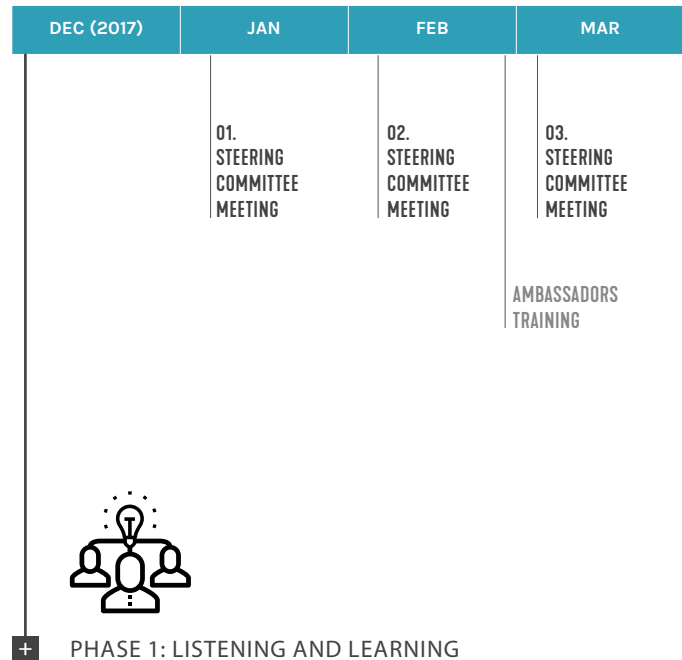 DEC (2017) JAN FEB MAR
01.
STEERING
COMMITTEE
MEETING
02.
STEERING
COMMITTEE
MEETING
03.
STEERING
COMMITTEE
MEETING
AMBASSADORS
TRAINING
+ PHASE 1: LISTENING AND LEARNING